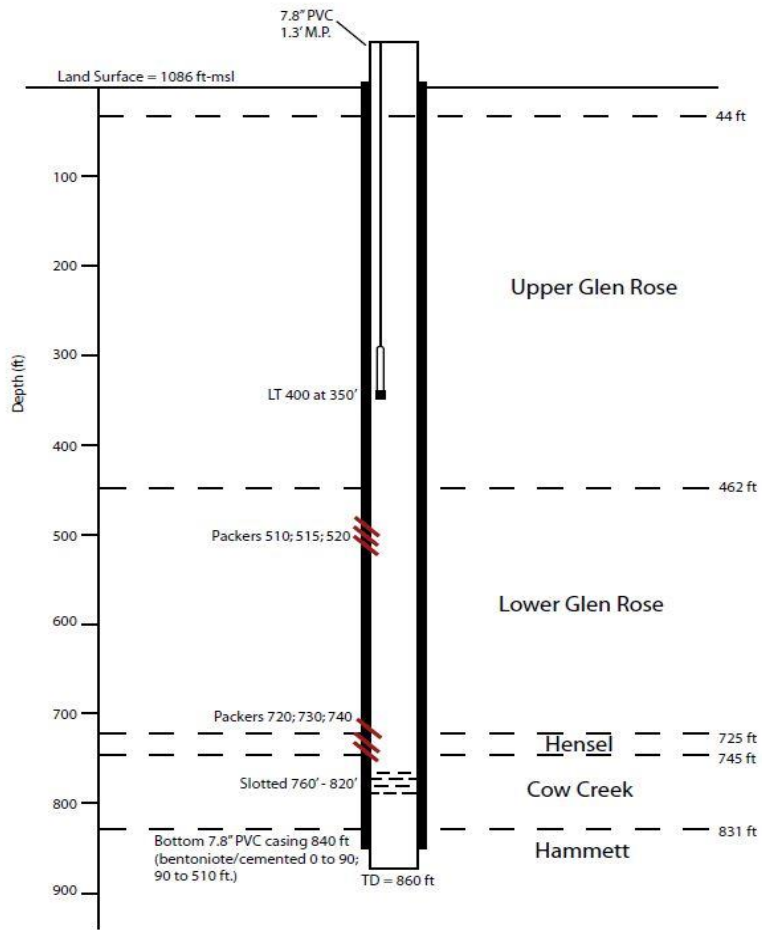 7.8" PVC
1.3' M.P.
Land Surface = 1086 ft-msl
44 ft
100
200
Upper Glen Rose
300
Depth (ft)
LT 400 at 350'
400
462 ft
500
Packers 510; 515; 520
Lower Glen Rose
600
700
Packers 720; 730; 740
725 ft
Hensel
745 ft
Slotted 760' - 820'
Cow Creek
800
831 ft
Bottom 7.8" PVC casing 840 ft
(bentoniote/cemented 0 to 90;
90 to 510 ft.)
Hammett
TD = 860 ft
900